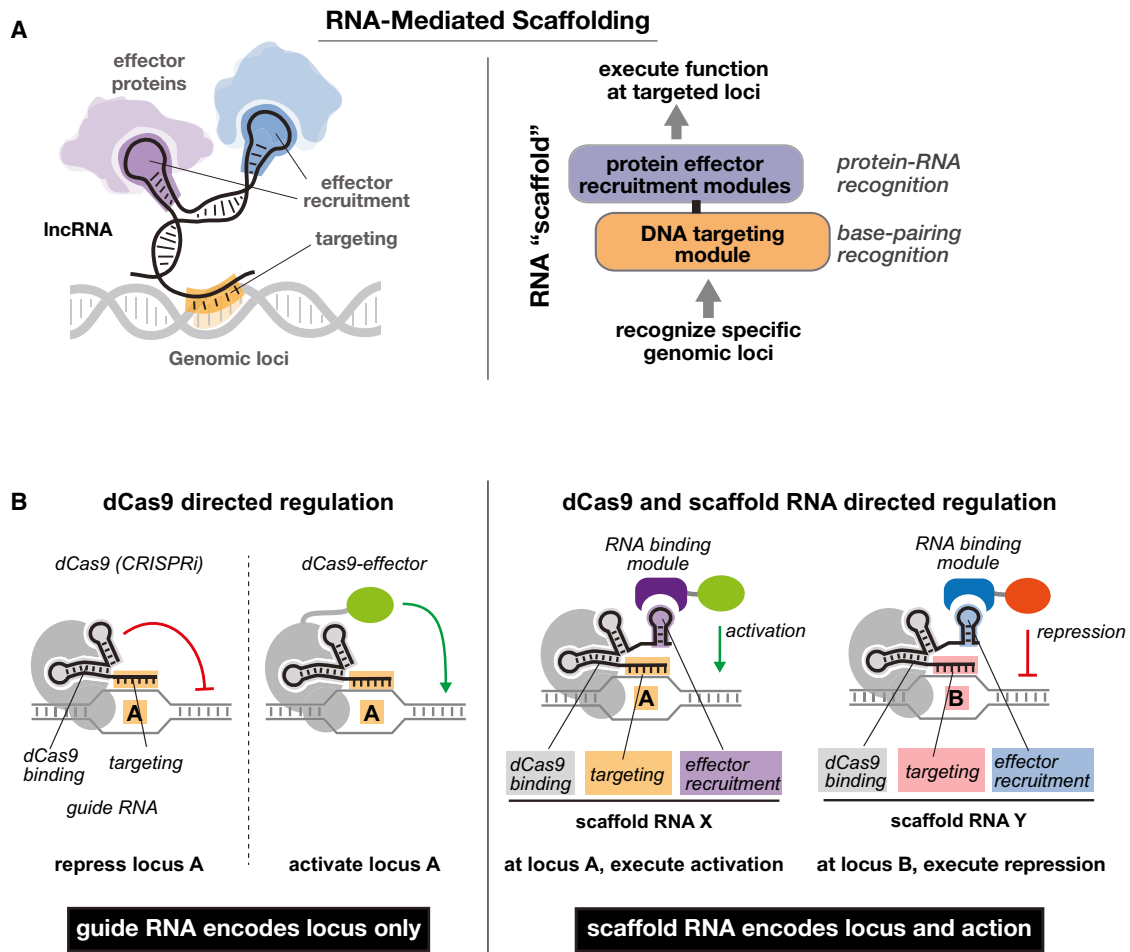 RNA-Mediated Scaffolding
A
effector
proteins
effector
recruitment
lncRNA
targeting
Genomic loci
execute function
at targeted loci
RNA “scaffold”
protein effector
recruitment modules
protein-RNA
recognition
DNA targeting
module
base-pairing
recognition
recognize specific
genomic loci
B
dCas9 directed regulation
dCas9 (CRISPRi)
dCas9-effector
A
A
dCas9
binding
targeting
guide RNA
repress locus A
activate locus A
guide RNA encodes locus only
dCas9 and scaffold RNA directed regulation
RNA binding
module
activation
A
dCas9
binding
targeting
effector
recruitment
scaffold RNA X
at locus A, execute activation
RNA binding
module
repression
B
dCas9
binding
targeting
effector
recruitment
scaffold RNA Y
at locus B, execute repression
scaffold RNA encodes locus and action